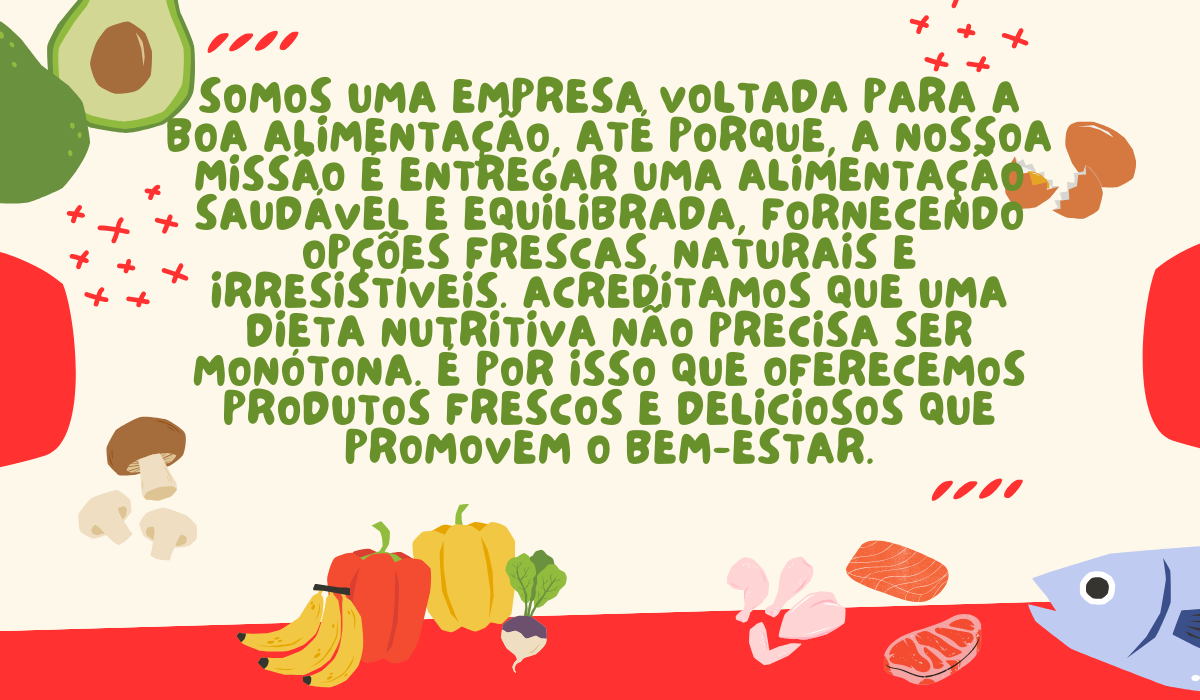 SOMOS UMA EMPRESA VOLTADA PARA A
BOA ALIMENTAÇÃO, ATÉ PORQUE, A NOSSOA
MISSÃO É ENTREGAR UMA ALIMENTAÇÃO
SAUDÁVEL E EQUILIBRADA, FORNECENDO
OPÇÕES FRESCAS, NATURAIS E
IRRESISTÍVEIS. ACREDITAMOS QUE UMA
DIETA NUTRITIVA NÃO PRECISA SER
MONÓTONA. É POR ISSO QUE OFERECEMOS
PRODUTOS FRESCOS E DELICIOSOS QUE
PROMOVEM O BEM-ESTAR.